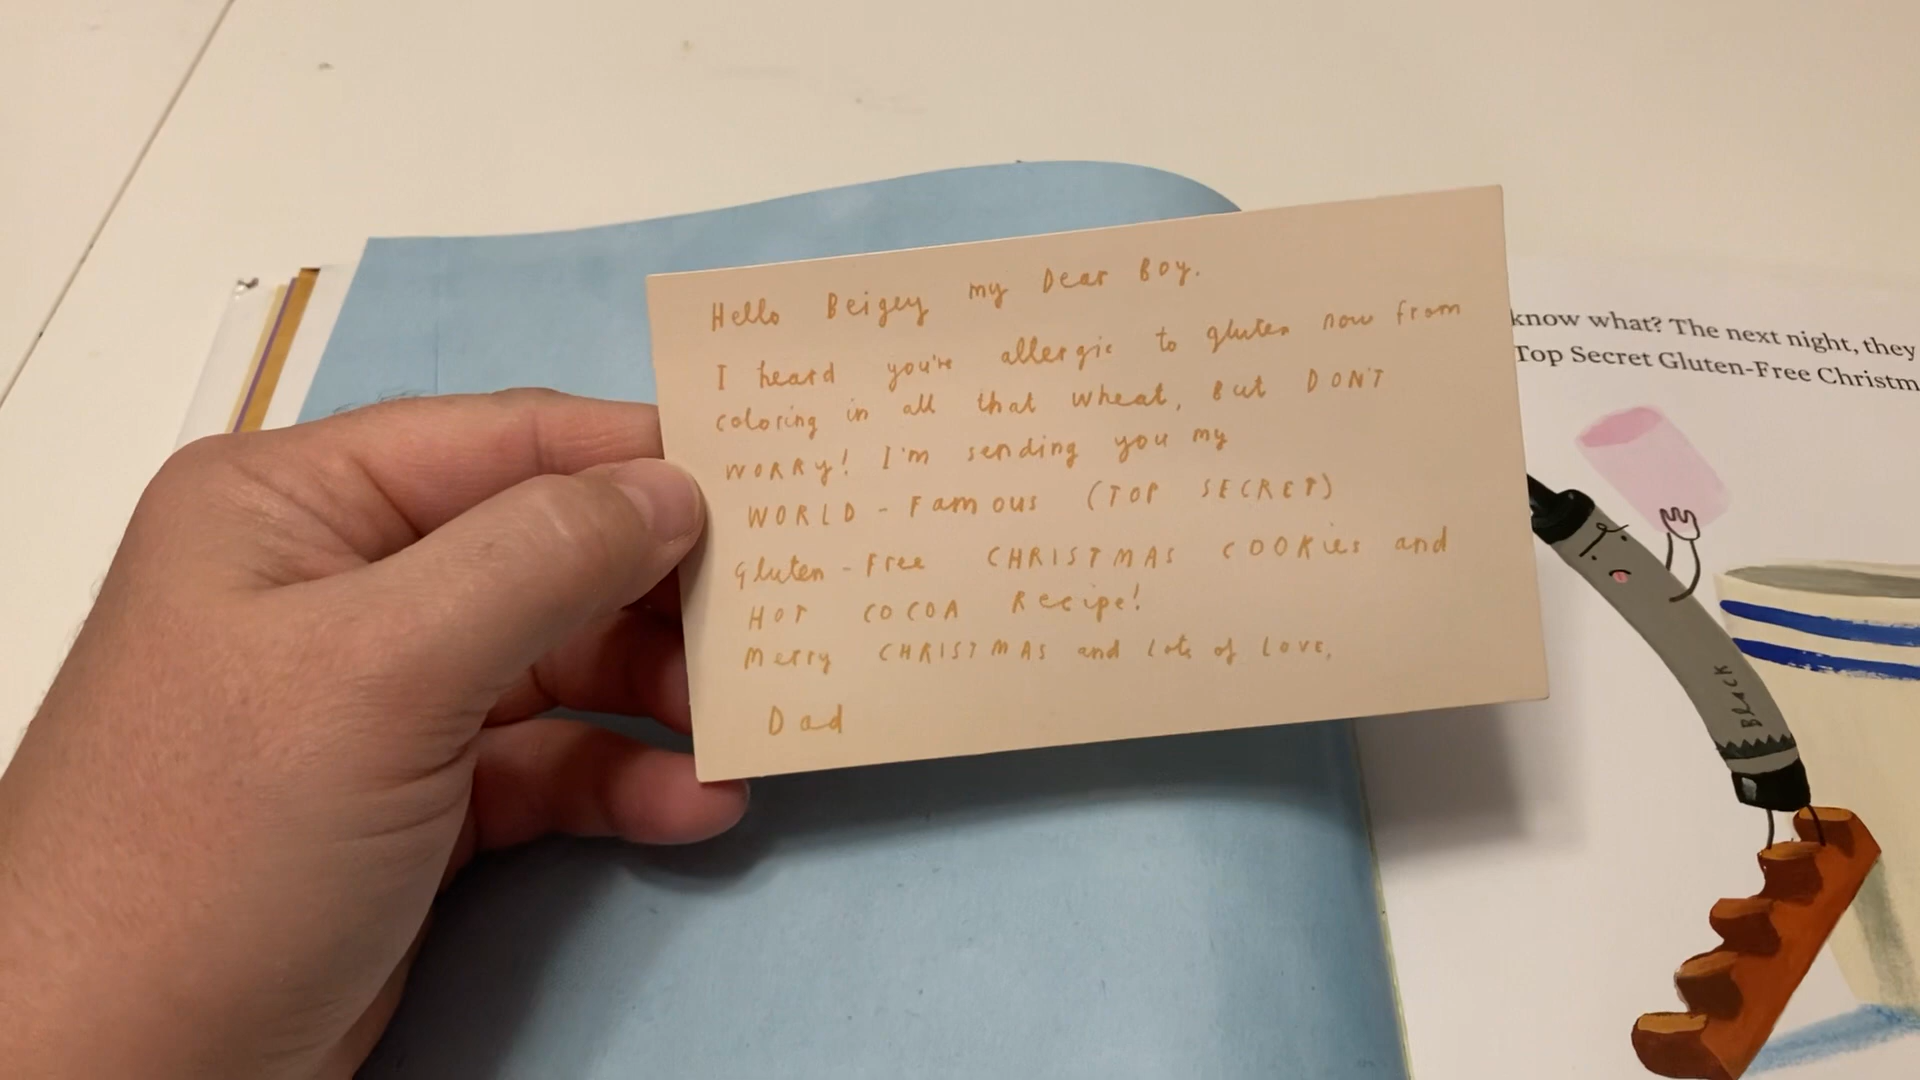 Hello Beigey my Dear Boy.
I heard you're allergic to gluten now from
coloring in all that wheat, But DON'T
WORRY! I'm sending you my
WORLD - Famous (TOP SECRET)
Gluten - Free CHRISTMAS COOKies and
HOT COCOA Recipe!
Merry CHRISTMAS and lots of Love,
Dad
know what? The next night, they
Top Secret Gluten-Free Christm
BLACK